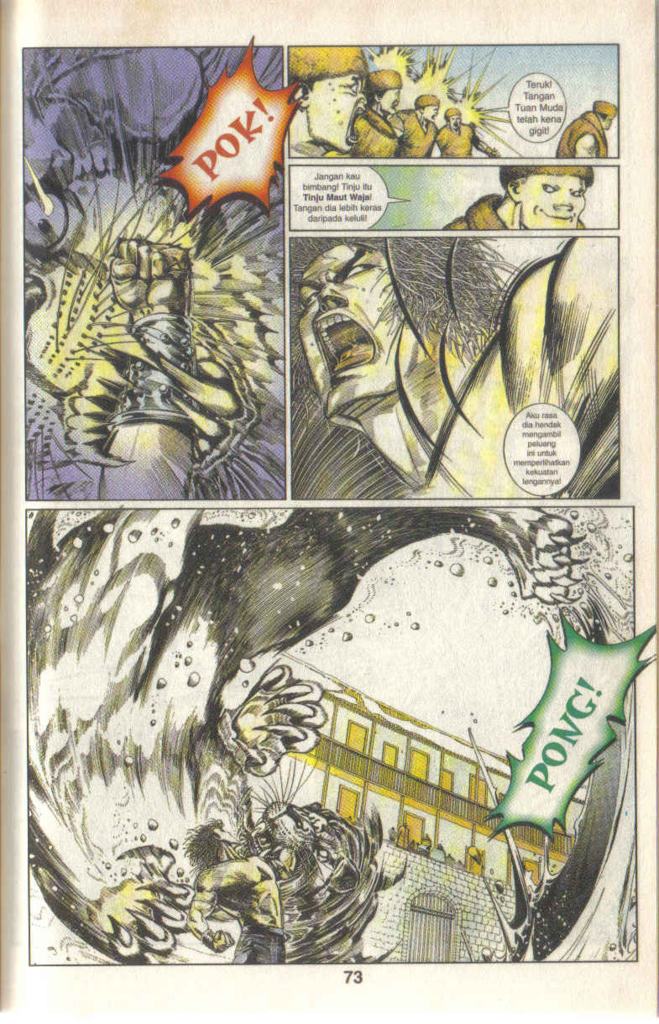 POK!
Teruk!
Tangan
Tuan Muda
telah kena
gigit!
Jangan kau
bimbang! Tinju itu
Tinju Maut Waja!
Tangan dia lebih keras
daripada keluli!
Aku rasa
dia hendak
mengambil
peluang
ini untuk
memperlihatkan
kekuatan
lengannya!
PONG!
73